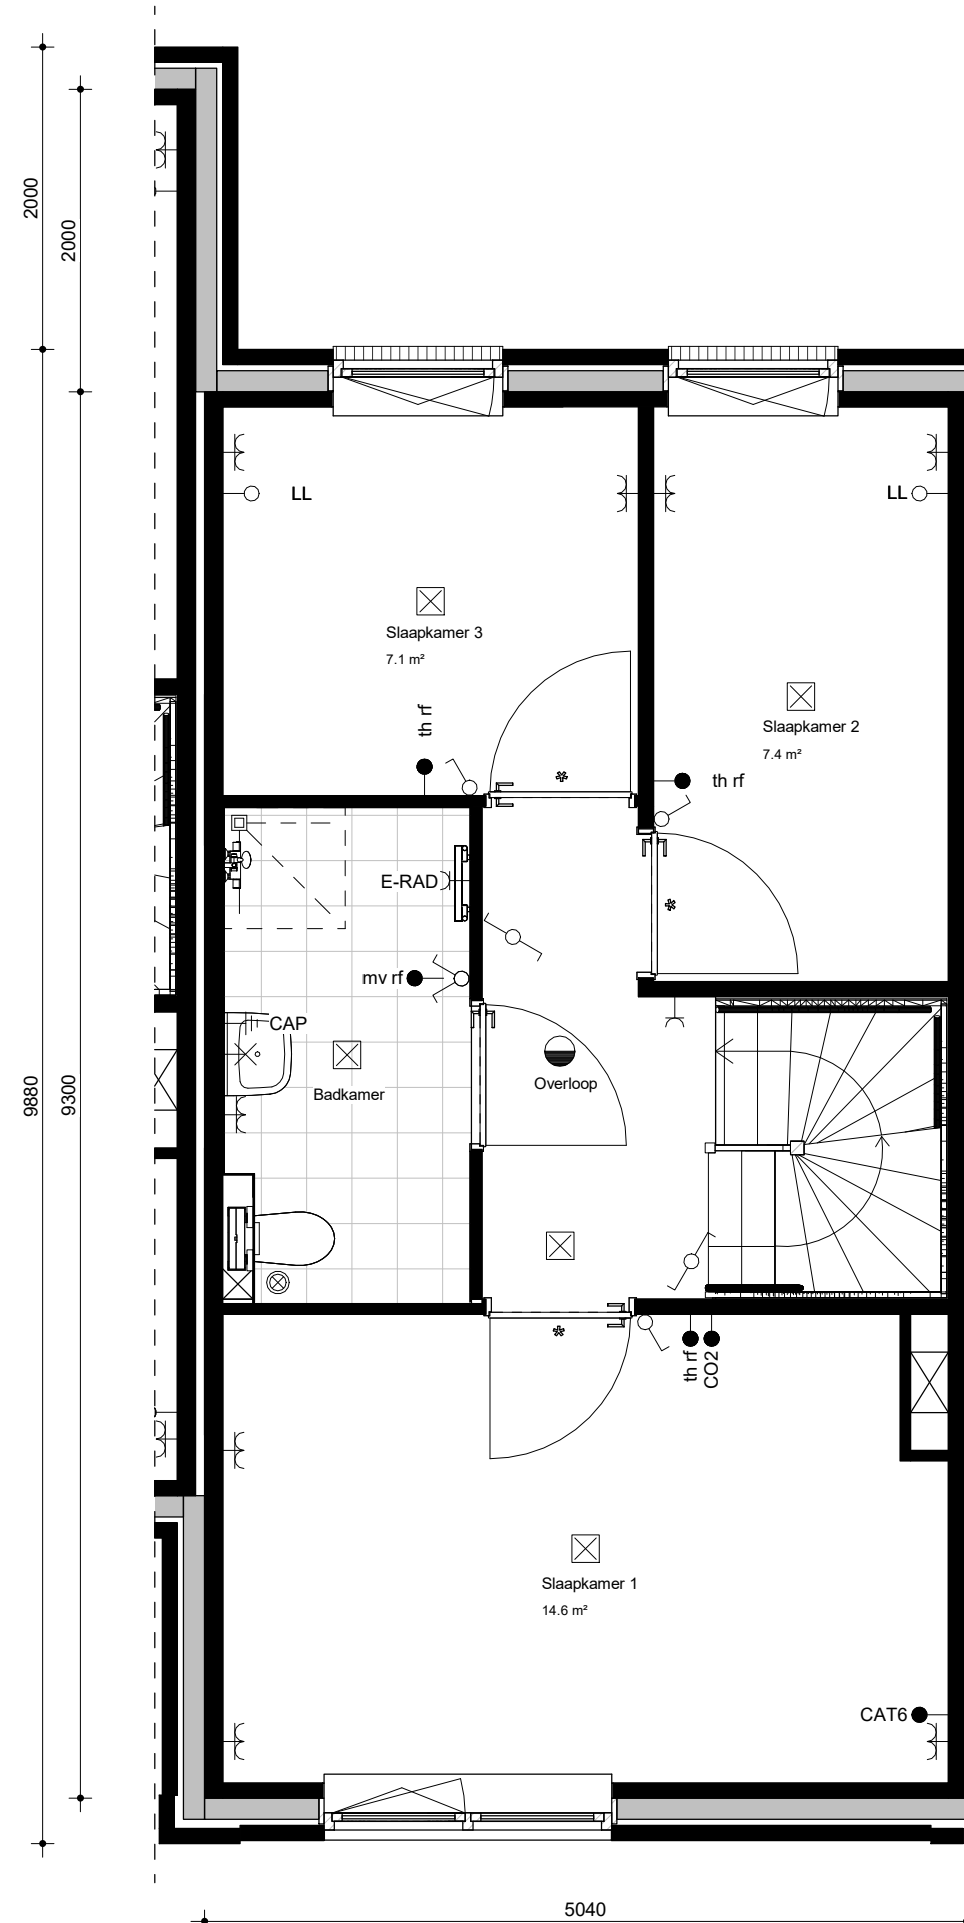 2000
2000
LL
LL
Slaapkamer 3
7.1 m²
th rf
Slaapkamer 2
7.4 m²
th rf
*
E-RAD
*
mv rf
CAP
Badkamer
Overloop
9880
9300
*
th rf
CO2
Slaapkamer 1
14.6 m²
CAT6
5040